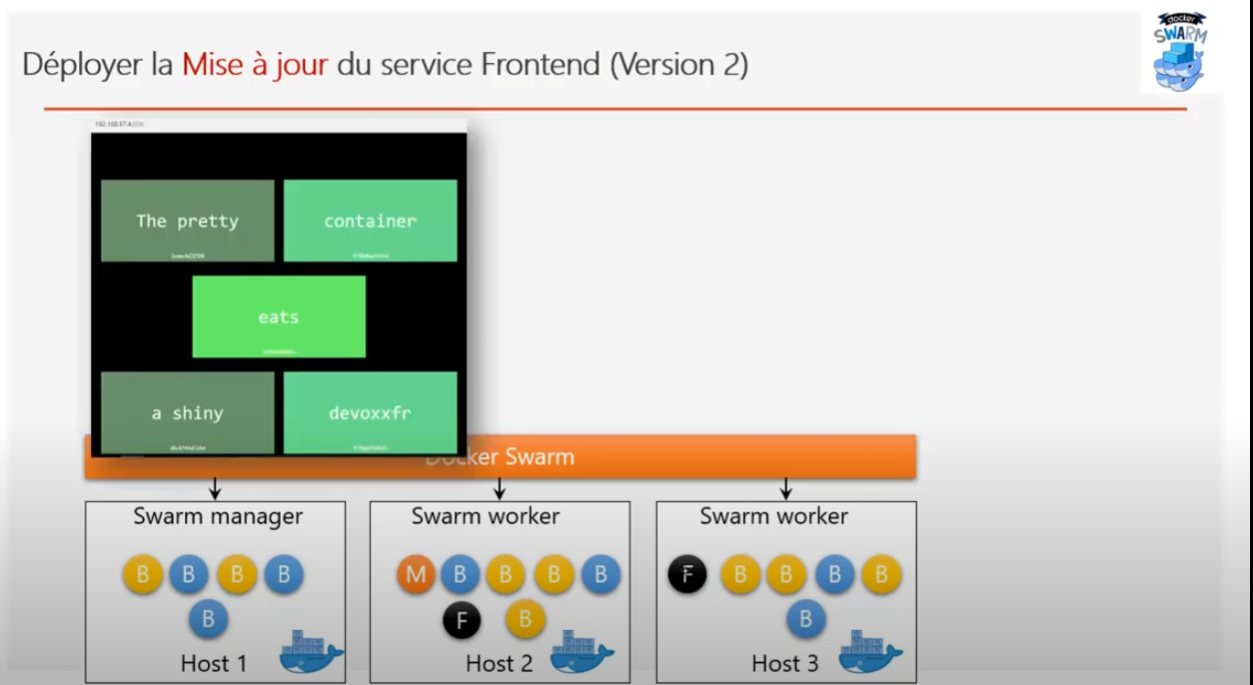 docker
SWARM
Déployer la Mise à jour du service Frontend (Version 2)
The pretty
container
eats
a shiny
devoxxfr
Docker Swarm
Swarm manager
Swarm worker
Swarm worker
B B B B
M B B B B
F B B B B
B
F B
B
Host 1
Host 2
Host 3